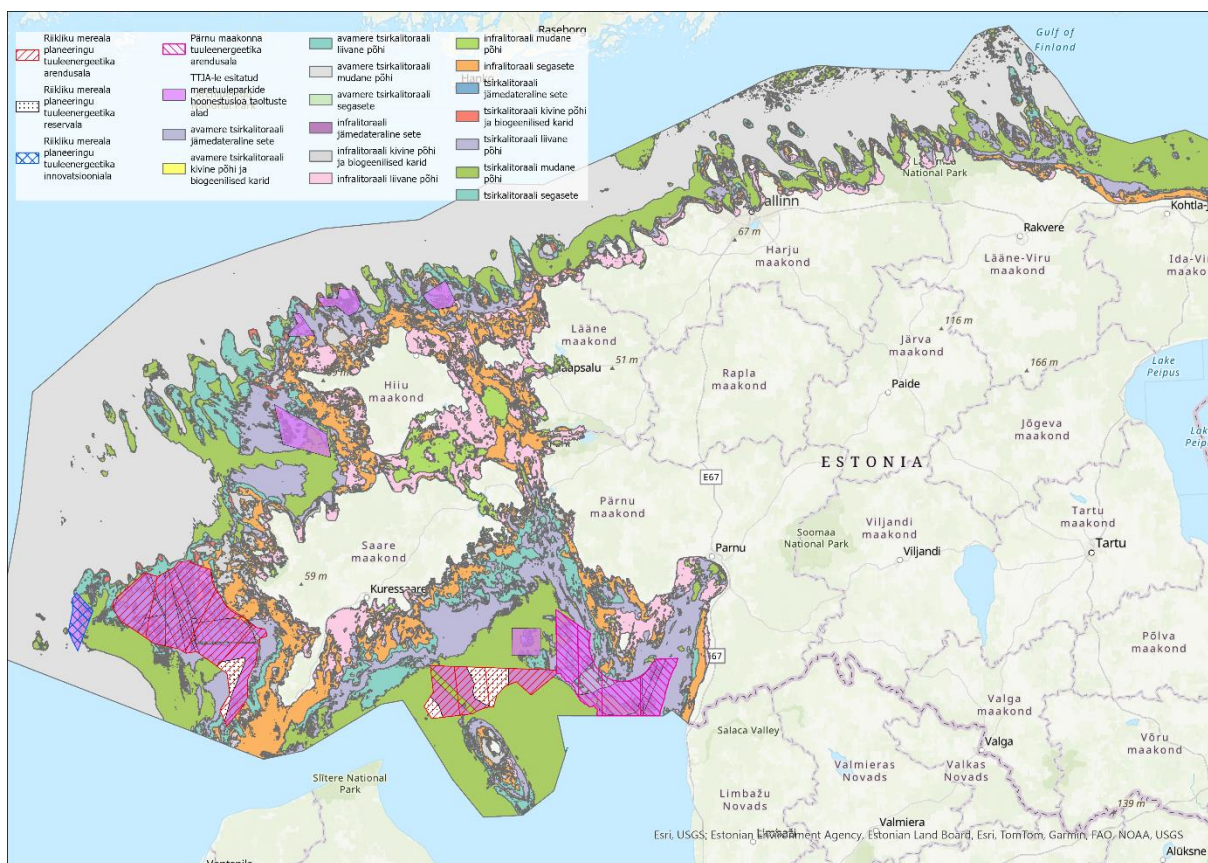 Riikliku mereala
planeeringu
tuuleenergeetika
arendusala
Riikliku mereala
planeeringu
tuuleenergeetika
reservala
Riikliku mereala
planeeringu
tuuleenergeetika
innovatsiooniala
Pärnu maakonna
tuuleenergeetika
arendusala
TTJA-le esitatud
meretuuleparkide
hoonestusloa taotluste
alad
avamere tsirkalitoraali
jämedateraline sete
avamere tsirkalitoraali
kivine põhi ja
biogeenilised karid
avamere tsirkalitoraali
liivane põhi
avamere tsirkalitoraali
mudane põhi
avamere tsirkalitoraali
segasete
infralitoraali
jämedateraline sete
infralitoraali kivine põhi
ja biogeenilised karid
infralitoraali liivane põhi
infralitoraali mudane
põhi
infralitoraali segasete
tsirkalitoraali
jämedateraline sete
tsirkalitoraali kivine põhi
ja biogeenilised karid
tsirkalitoraali liivane
põhi
tsirkalitoraali mudane
põhi
tsirkalitoraali segasete
Raseborg
Hanko
Gulf of
Finland
National Park
Kohtla-J
allinn
67 m
Rakvere
Harju
maakond
Lääne-Viru
maakond
Ida-Vi
maako
Lääne
maakond
116 m
Järva
maakond
51 m
166 m
Lake
Peipus
aapsalu
Rapla
maakond
Paide
Hiiu
maakond
Jõgeva
maakond
ESTONIA
E67
Pärnu
maakond
Viljandi
maakond
Tartu
maakond
Soomaa
National Park
Tartu
Saare
maakond
Parnu
Viljandi
59 m
Kuressaare
Põlva
maakond
E67
Valga
maakond
Võru
maakond
Salaca Valley
Valga
Valmieras
Novads
Valkas
Novads
Slītere National
Park
Limbažu
Novads
139 m
Valmiera
Limbaži
Esri, USGS; Estonian Environment Agency, Estonian Land Board, Esri, TomTom, Garmin, FAO, NOAA, USGS
Alūksne